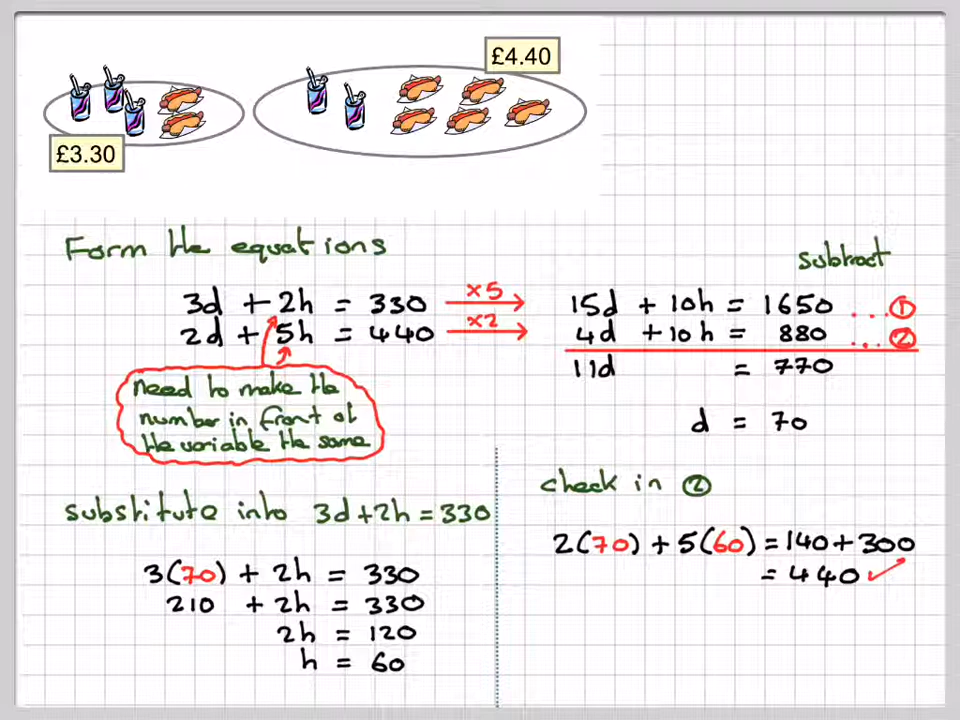 £4.40
£3.30
Form the equations
subtract
3d + 2h = 330 ×5 15d + 10h = 1650 ...①
2d + 5h = 440 ×2 4d + 10h = 880 ...②
11d = 770
need to make the
number in front of
the variable the same
d = 70
check in ②
substitute into 3d+2h=330
2(70) + 5(60) = 140 + 300
= 440 ✓
3(70) + 2h = 330
210 + 2h = 330
2h = 120
h = 60